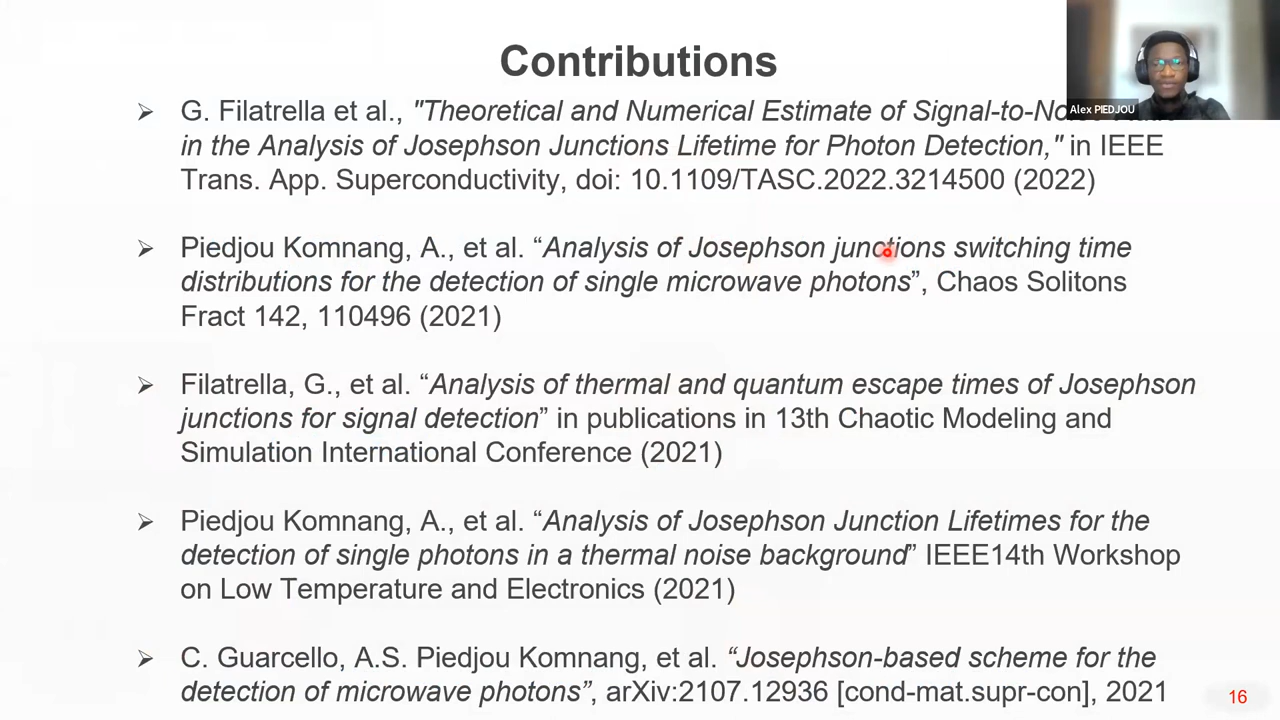 Contributions
Alex PIEDJOU
➢ G. Filatrella et al., "Theoretical and Numerical Estimate of Signal-to-
in the Analysis of Josephson Junctions Lifetime for Photon Detection," in IEEE
Trans. App. Superconductivity, doi: 10.1109/TASC.2022.3214500 (2022)
➢ Piedjou Komnang, A., et al. “Analysis of Josephson junctions switching time
distributions for the detection of single microwave photons”, Chaos Solitons
Fract 142, 110496 (2021)
➢ Filatrella, G., et al. “Analysis of thermal and quantum escape times of Josephson
junctions for signal detection” in publications in 13th Chaotic Modeling and
Simulation International Conference (2021)
➢ Piedjou Komnang, A., et al. “Analysis of Josephson Junction Lifetimes for the
detection of single photons in a thermal noise background” IEEE14th Workshop
on Low Temperature and Electronics (2021)
➢ C. Guarcello, A.S. Piedjou Komnang, et al. “Josephson-based scheme for the
detection of microwave photons”, arXiv:2107.12936 [cond-mat.supr-con], 2021
16